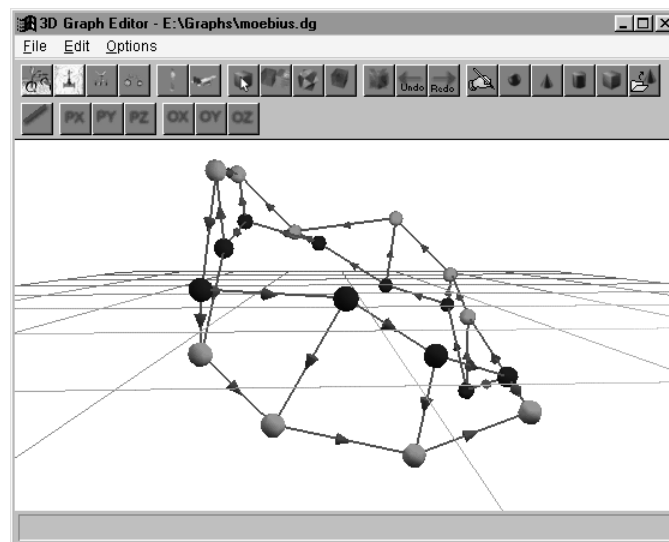 3D Graph Editor - E:\Graphs\moebius.dg
File Edit Options
Undo Redo
PX PY PZ OX OY OZ